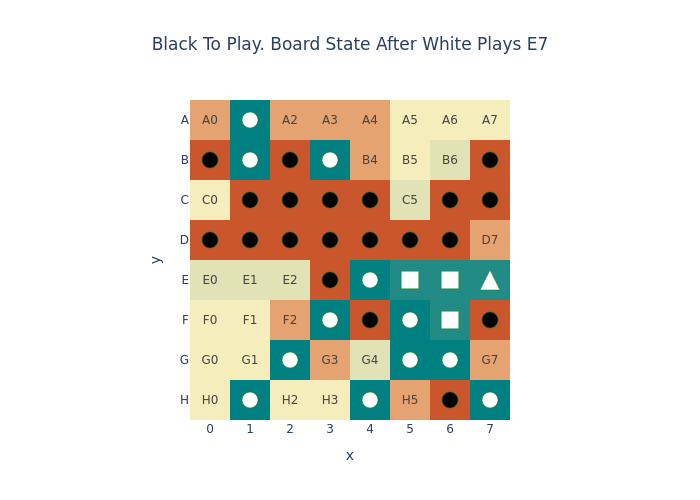 Black To Play. Board State After White Plays E7
A A0 A2 A3 A4 A5 A6 A7
B B4 B5 B6
C C0 C5
D D7
y
E E0 E1 E2
F F0 F1 F2
G G0 G1 G3 G4 G7
H H0 H2 H3 H5
0 1 2 3 4 5 6 7
x